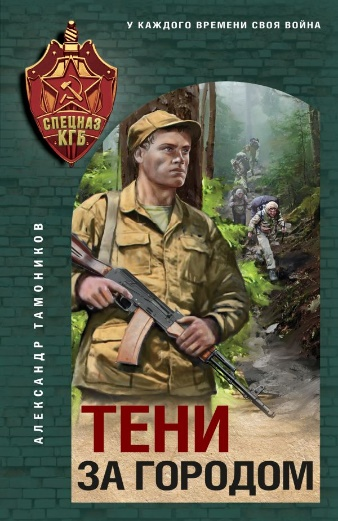 У КАЖДОГО ВРЕМЕНИ СВОЯ ВОЙНА
СПЕЦНАЗ
КГБ
АЛЕКСАНДР ТАМОНИКОВ
ТЕНИ
ЗА ГОРОДОМ